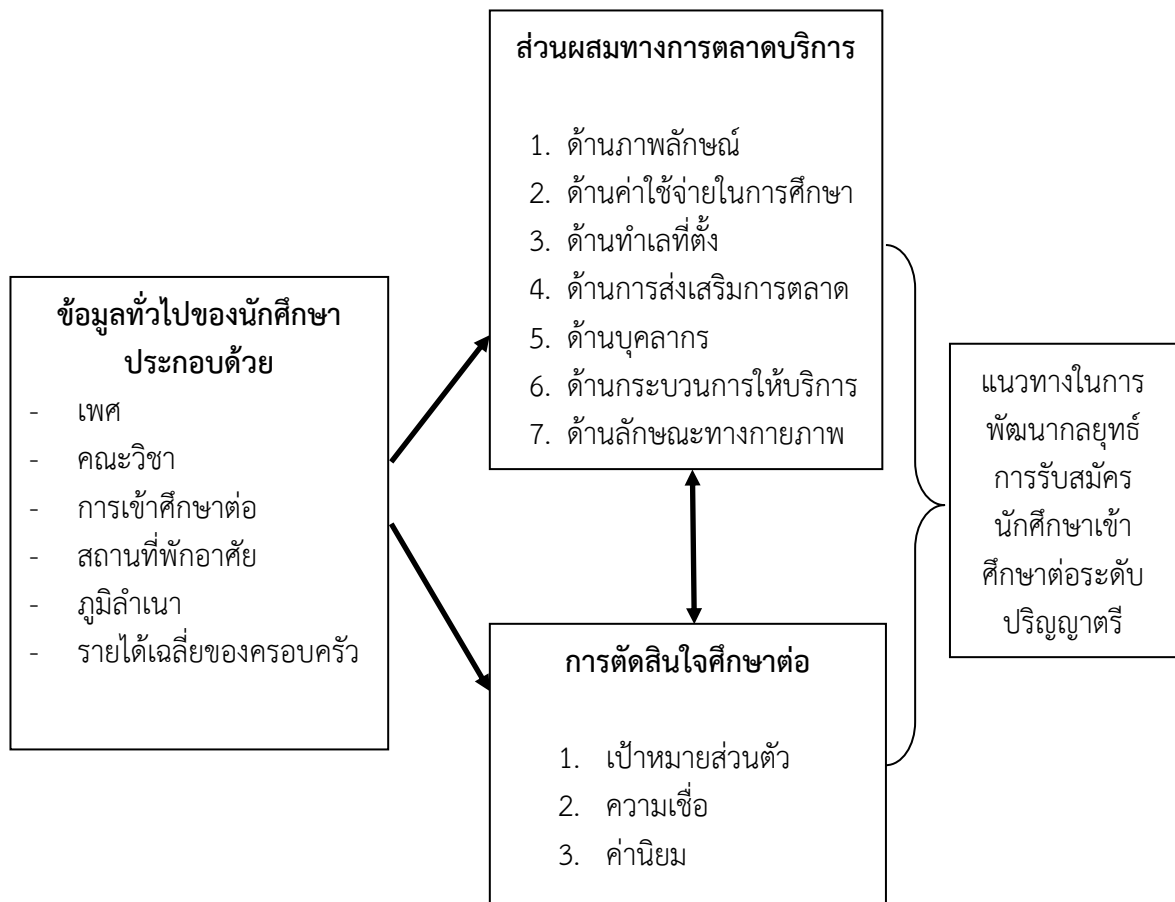 ส่วนผสมทางการตลาดบริการ
1. ด้านภาพลักษณ์
2. ด้านค่าใช้จ่ายในการศึกษา
3. ด้านทำเลที่ตั้ง
4. ด้านการส่งเสริมการตลาด
5. ด้านบุคลากร
6. ด้านกระบวนการให้บริการ
7. ด้านลักษณะทางกายภาพ
ข้อมูลทั่วไปของนักศึกษา
ประกอบด้วย
- เพศ
- คณะวิชา
- การเข้าศึกษาต่อ
- สถานที่พักอาศัย
- ภูมิลำเนา
- รายได้เฉลี่ยของครอบครัว
การตัดสินใจศึกษาต่อ
1. เป้าหมายส่วนตัว
2. ความเชื่อ
3. ค่านิยม
แนวทางในการ
พัฒนากลยุทธ์
การรับสมัคร
นักศึกษาเข้า
ศึกษาต่อระดับ
ปริญญาตรี